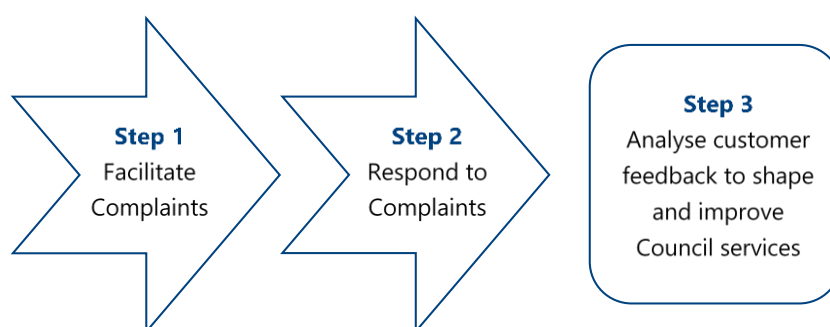 Step 1
Facilitate
Complaints
Step 2
Respond to
Complaints
Step 3
Analyse customer
feedback to shape
and improve
Council services